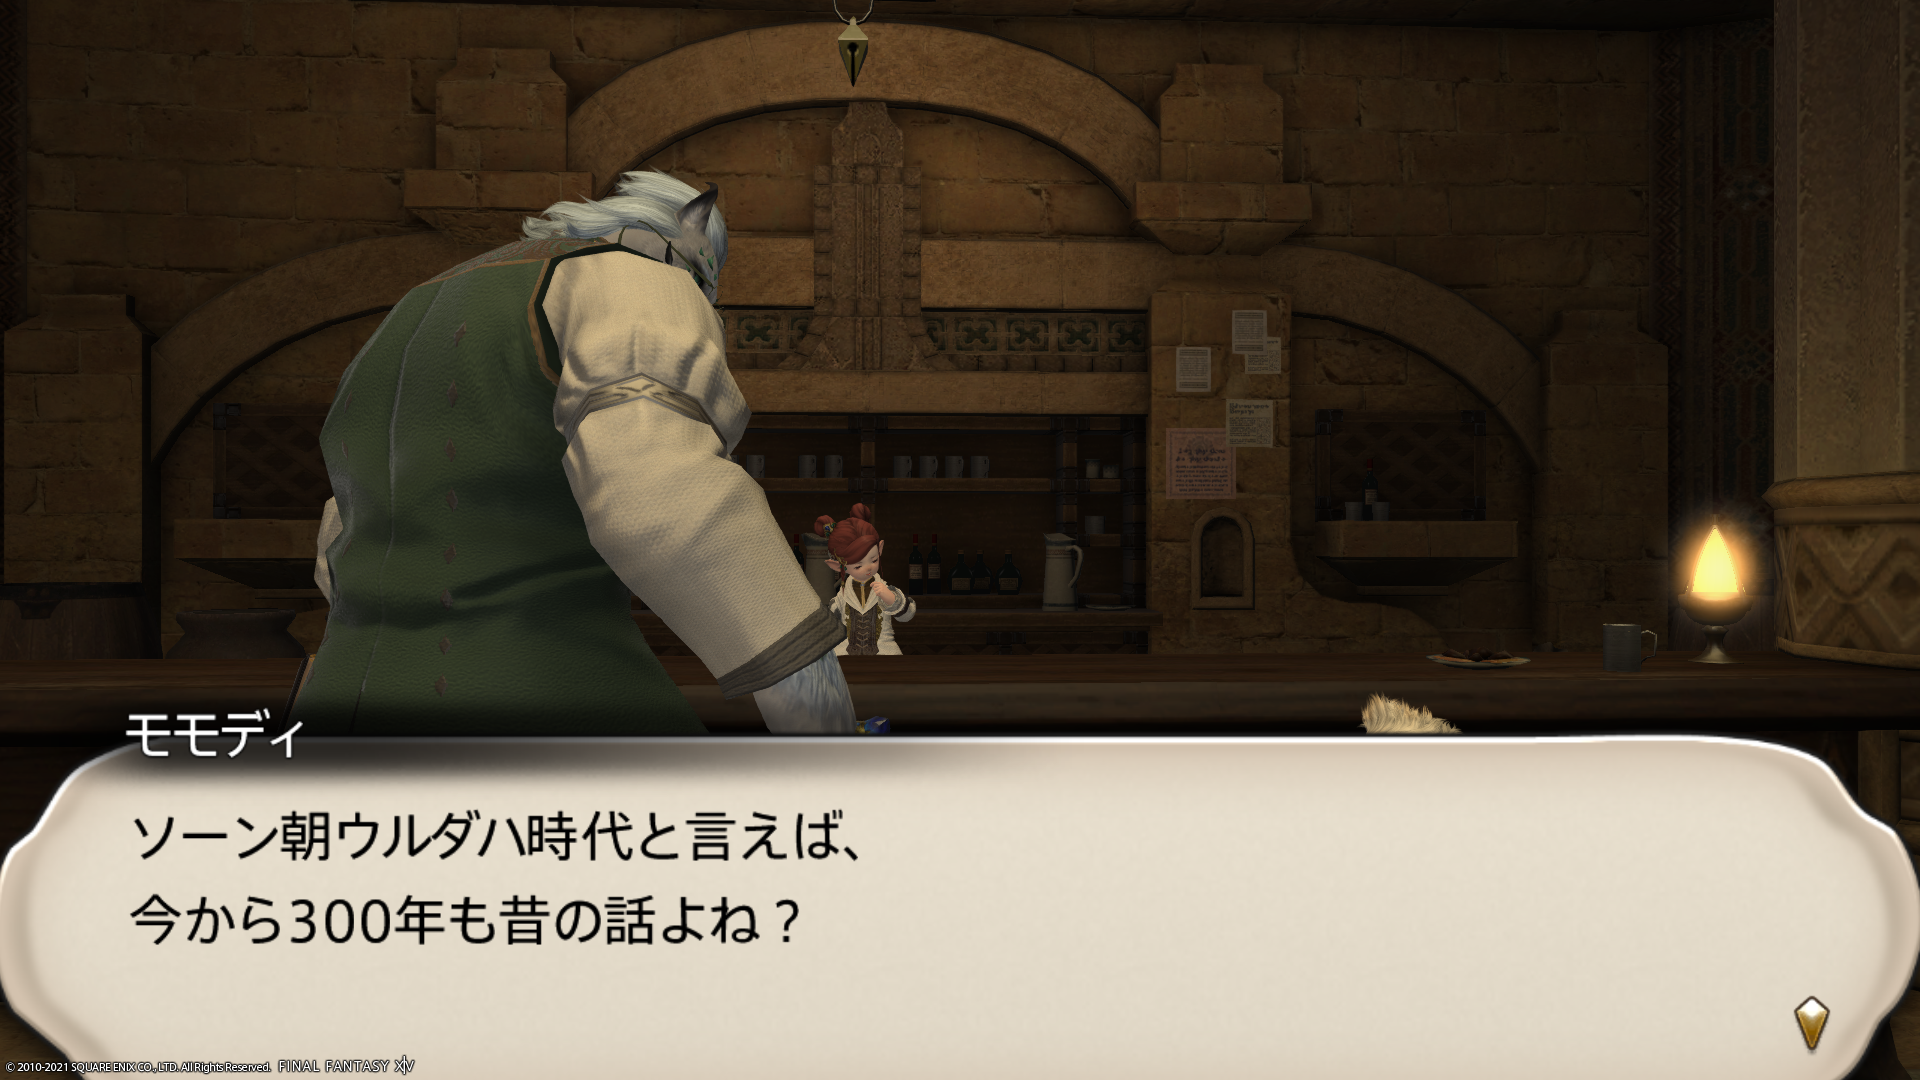 モモディ
ソーン朝ウルダハ時代と言えば、
今から300年も昔の話よね？
© 2010-2021 SQUARE ENIX CO., LTD. All Rights Reserved. FINAL FANTASY XIV